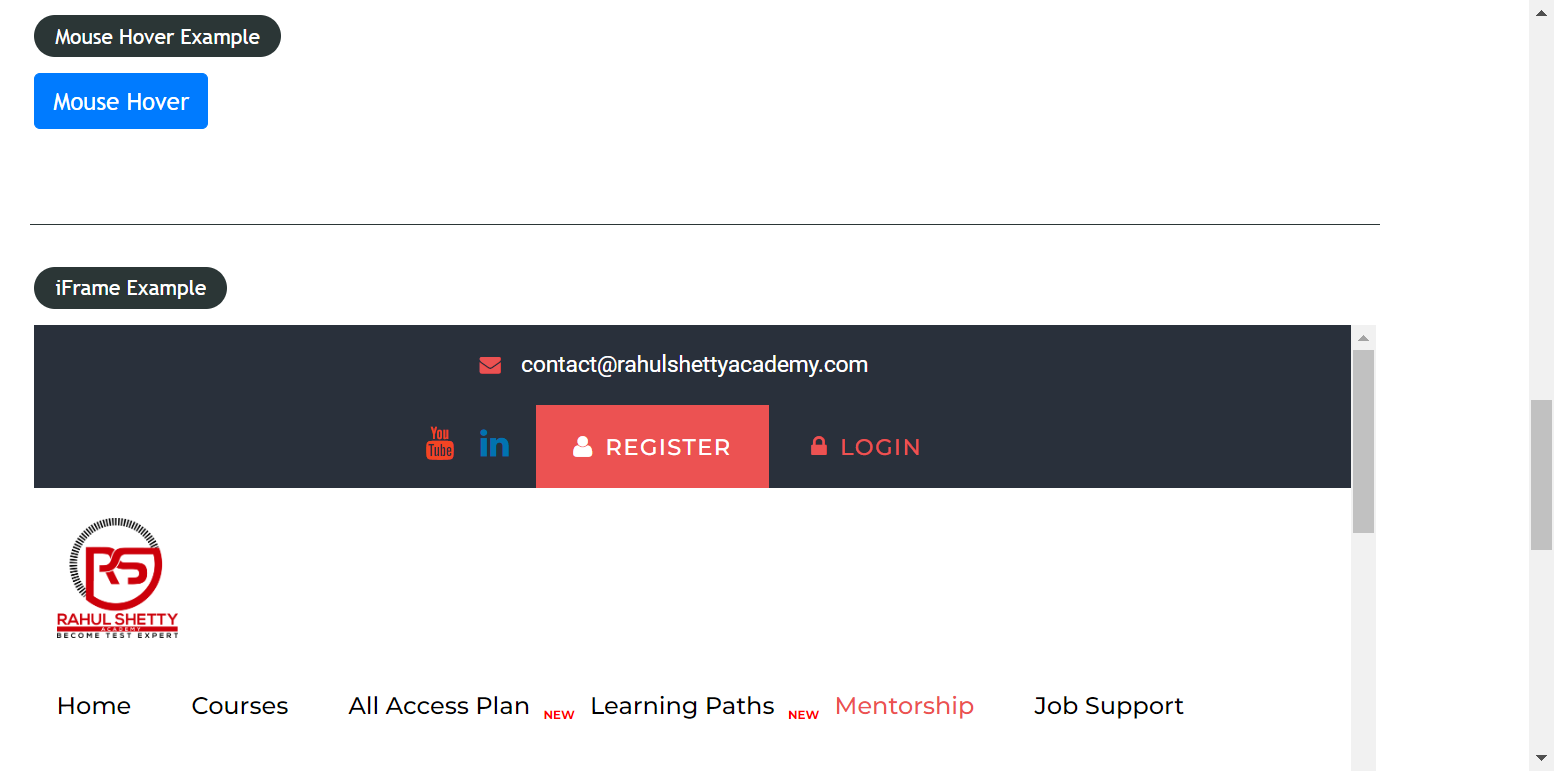 Mouse Hover Example
Mouse Hover
iFrame Example
contact@rahulshettyacademy.com
You Tube in REGISTER LOGIN
RS
RAHUL SHETTY
ACADEMY
BECOME TEST EXPERT
Home Courses All Access Plan NEW Learning Paths NEW Mentorship Job Support